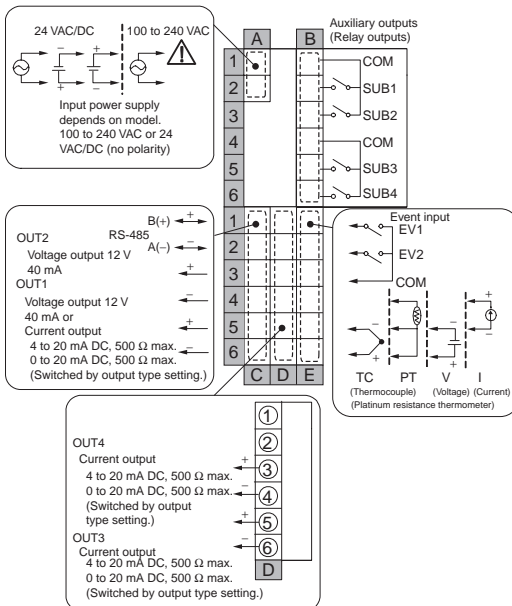 24 VAC/DC
100 to 240 VAC
Input power supply
depends on model.
100 to 240 VAC or 24
VAC/DC (no polarity)
A
B
Auxiliary outputs
(Relay outputs)
1
2
3
4
5
6
COM
SUB1
SUB2
COM
SUB3
SUB4
B(+)
RS-485
A(−)
OUT2
Voltage output 12 V
40 mA
OUT1
Voltage output 12 V
40 mA or
Current output
4 to 20 mA DC, 500 Ω max.
0 to 20 mA DC, 500 Ω max.
(Switched by output type setting.)
1
2
3
4
5
6
C D E
Event input
EV1
EV2
COM
TC PT V I
(Thermocouple) (Voltage) (Current)
(Platinum resistance thermometer)
OUT4
Current output
4 to 20 mA DC, 500 Ω max.
0 to 20 mA DC, 500 Ω max.
(Switched by output
type setting.)
OUT3
Current output
4 to 20 mA DC, 500 Ω max.
0 to 20 mA DC, 500 Ω max.
(Switched by output type setting.)
1
2
3
4
5
6
D